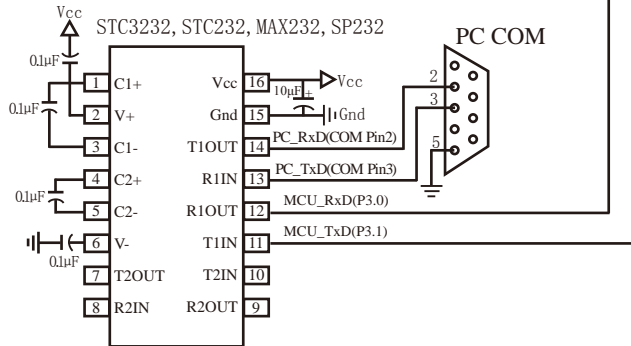 Vcc
STC3232, STC232, MAX232, SP232
PC COM
0.1μF
1 C1+
Vcc 16
Vcc
0.1μF
10μF +
2 V+
Gnd 15
Gnd
3 C1-
T1OUT 14
PC_RxD(COM Pin2)
2
3
5
4 C2+
R1IN 13
PC_TxD(COM Pin3)
0.1μF
5 C2-
R1OUT 12
MCU_RxD(P3.0)
6 V-
T1IN 11
MCU_TxD(P3.1)
0.1μF
7 T2OUT
T2IN 10
8 R2IN
R2OUT 9